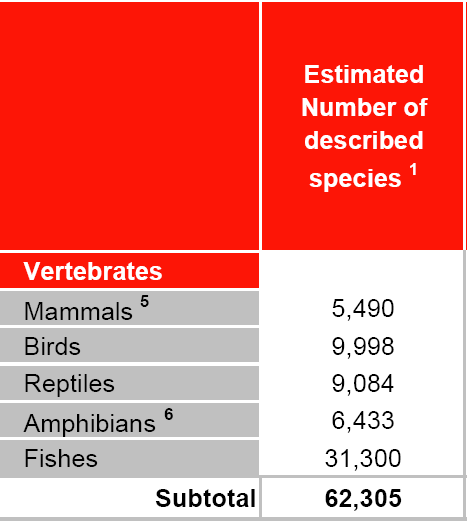 Estimated
Number of
described
species 1
Vertebrates
Mammals 5 5,490
Birds 9,998
Reptiles 9,084
Amphibians 6 6,433
Fishes 31,300
Subtotal 62,305